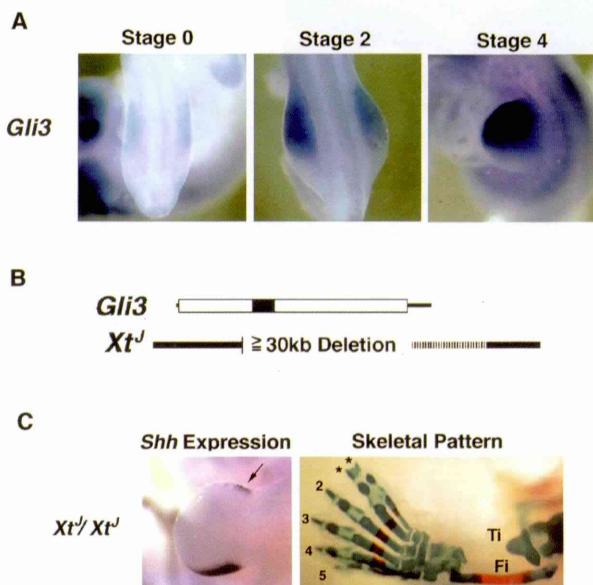 A
Stage 0 Stage 2 Stage 4
Gli3
B
Gli3
Xt^J ≧ 30kb Deletion
C
Shh Expression Skeletal Pattern
Xt^J/ Xt^J
* *
2
3
4
5
Ti
Fi